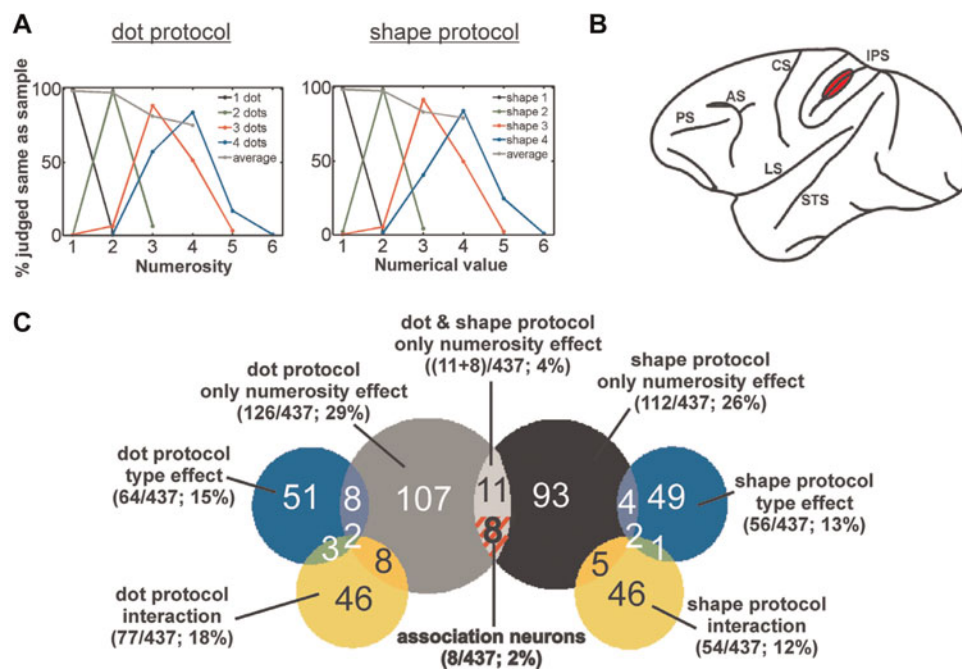 A
dot protocol
shape protocol
% judged same as sample
100
50
0
1 dot
2 dots
3 dots
4 dots
average
1 2 3 4 5 6
Numerosity
100
50
0
shape 1
shape 2
shape 3
shape 4
average
1 2 3 4 5 6
Numerical value
B
CS
IPS
AS
PS
LS
STS
C
dot & shape protocol
only numerosity effect
((11+8)/437; 4%)
dot protocol
only numerosity effect
(126/437; 29%)
shape protocol
only numerosity effect
(112/437; 26%)
dot protocol
type effect
(64/437; 15%)
shape protocol
type effect
(56/437; 13%)
51 8 107 11 93 4 49
8
3 2 8 5 2 1
46 46
dot protocol
interaction
(77/437; 18%)
association neurons
(8/437; 2%)
shape protocol
interaction
(54/437; 12%)